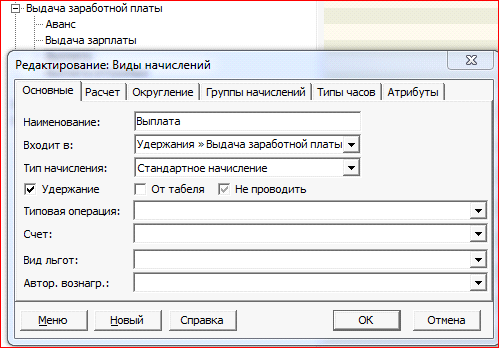 Выдача заработной платы
Аванс
Выдача зарплаты
Редактирование: Виды начислений
Основные Расчет Округление Группы начислений Типы часов Атрибуты
Наименование: Выплата
Входит в: Удержания » Выдача заработной платы
Тип начисления: Стандартное начисление
Удержание От табеля Не проводить
Типовая операция:
Счет:
Вид льгот:
Автор. вознагр.:
Меню Новый Справка OK Отмена